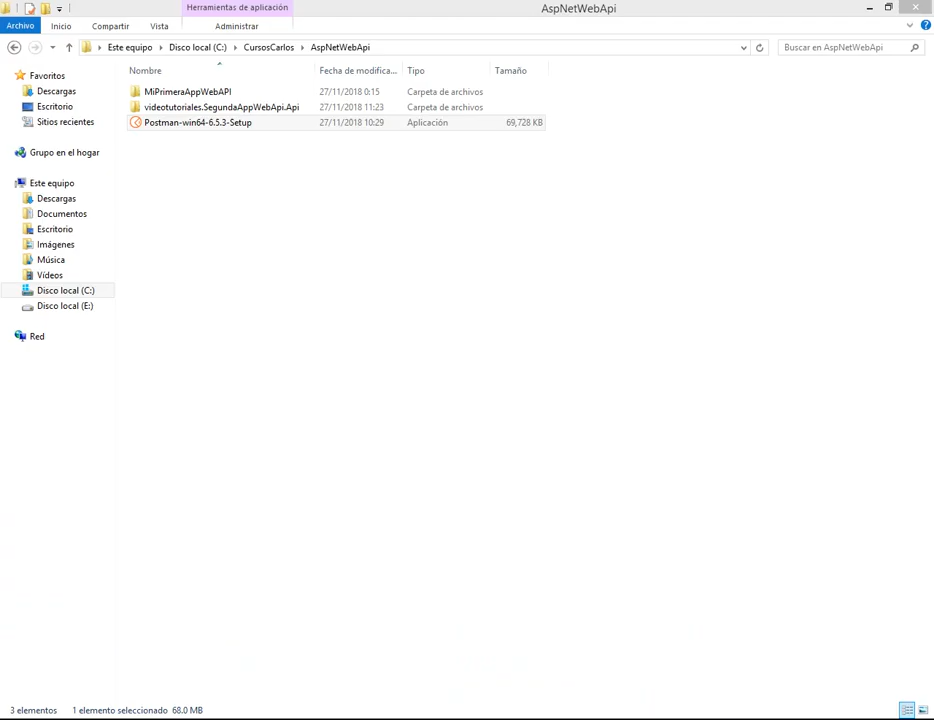 Herramientas de aplicación
AspNetWebApi
Archivo Inicio Compartir Vista Administrar
Este equipo Disco local (C:) CursosCarlos AspNetWebApi
Buscar en AspNetWebApi
Nombre Fecha de modifica... Tipo Tamaño
MiPrimeraAppWebAPI 27/11/2018 0:15 Carpeta de archivos
videotutoriales.SegundaAppWebApi.Api 27/11/2018 11:23 Carpeta de archivos
Postman-win64-6.5.3-Setup 27/11/2018 10:29 Aplicación 69,728 KB
Favoritos
Descargas
Escritorio
Sitios recientes
Grupo en el hogar
Este equipo
Descargas
Documentos
Escritorio
Imágenes
Música
Vídeos
Disco local (C:)
Disco local (E:)
Red
3 elementos 1 elemento seleccionado 68.0 MB